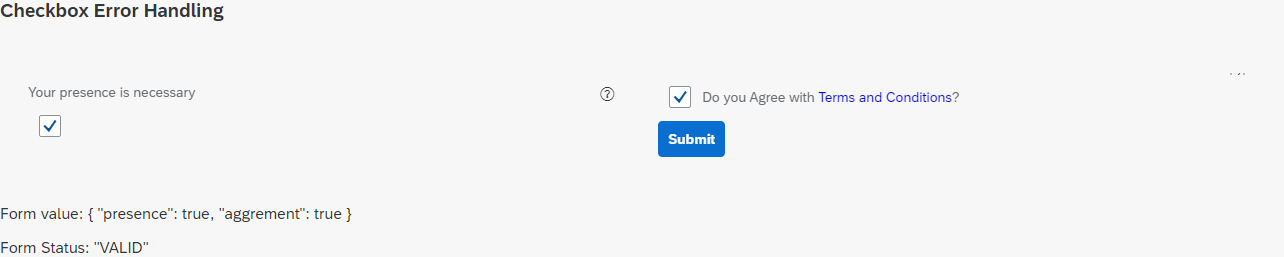 Checkbox Error Handling
Your presence is necessary
Do you Agree with Terms and Conditions?
Submit
Form value: { "presence": true, "aggrement": true }
Form Status: "VALID"